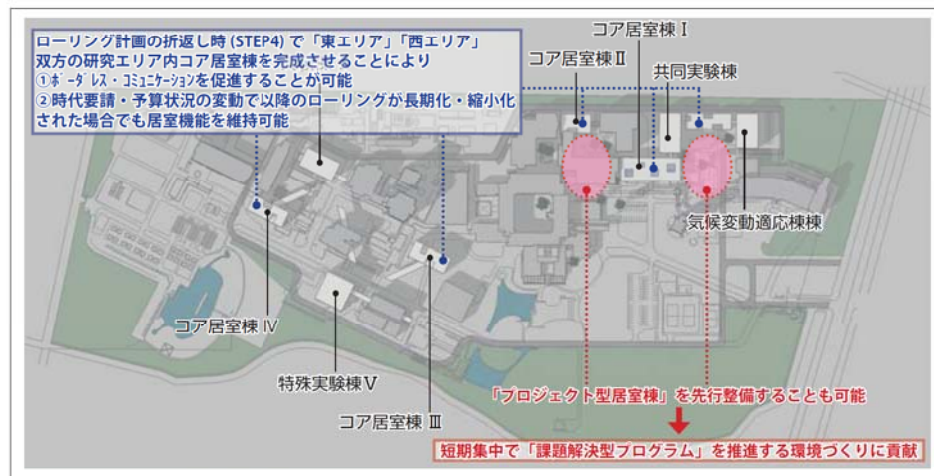 ローリング計画の折返し時(STEP4)で「東エリア」「西エリア」
双方の研究エリア内コア居室棟を完成させることにより
①ボーダレス・コミュニケーションを促進することが可能
②時代要請・予算状況の変動で以降のローリングが長期化・縮小化
された場合でも居室機能を維持可能
コア居室棟Ⅰ
コア居室棟Ⅱ
共同実験棟
気候変動適応棟棟
コア居室棟Ⅳ
特殊実験棟Ⅴ
コア居室棟Ⅲ
「プロジェクト型居室棟」を先行整備することも可能
短期集中で「課題解決型プログラム」を推進する環境づくりに貢献